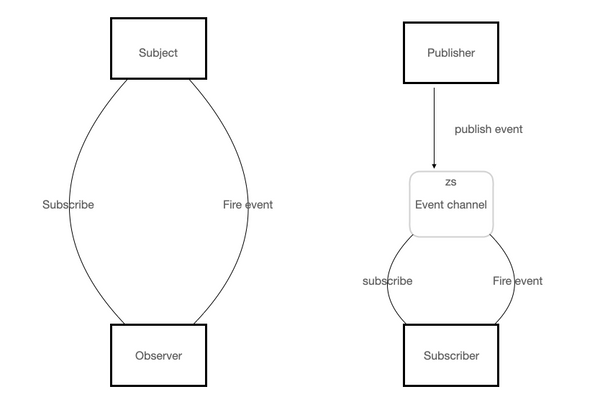 Subject
Subscribe
Fire event
Observer
Publisher
publish event
zs
Event channel
subscribe
Fire event
Subscriber